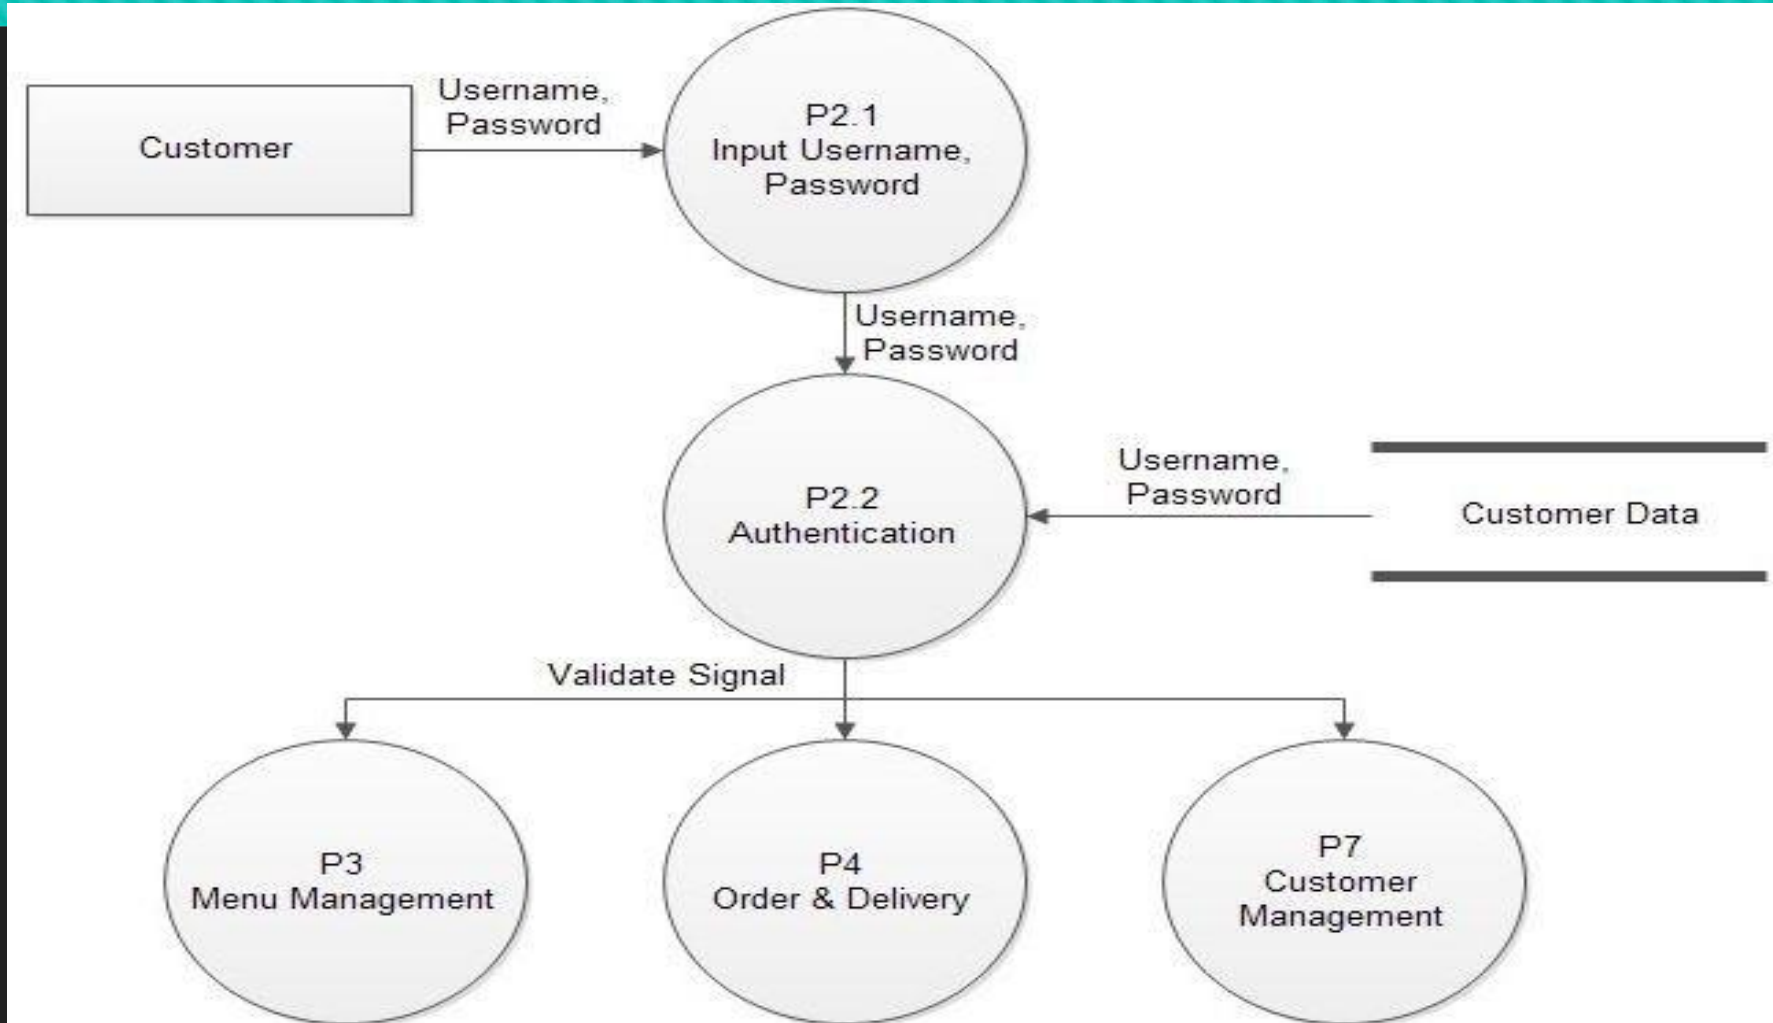 Customer
Username,
Password
P2.1
Input Username,
Password
Username,
Password
P2.2
Authentication
Username,
Password
Customer Data
Validate Signal
P3
Menu Management
P4
Order & Delivery
P7
Customer
Management